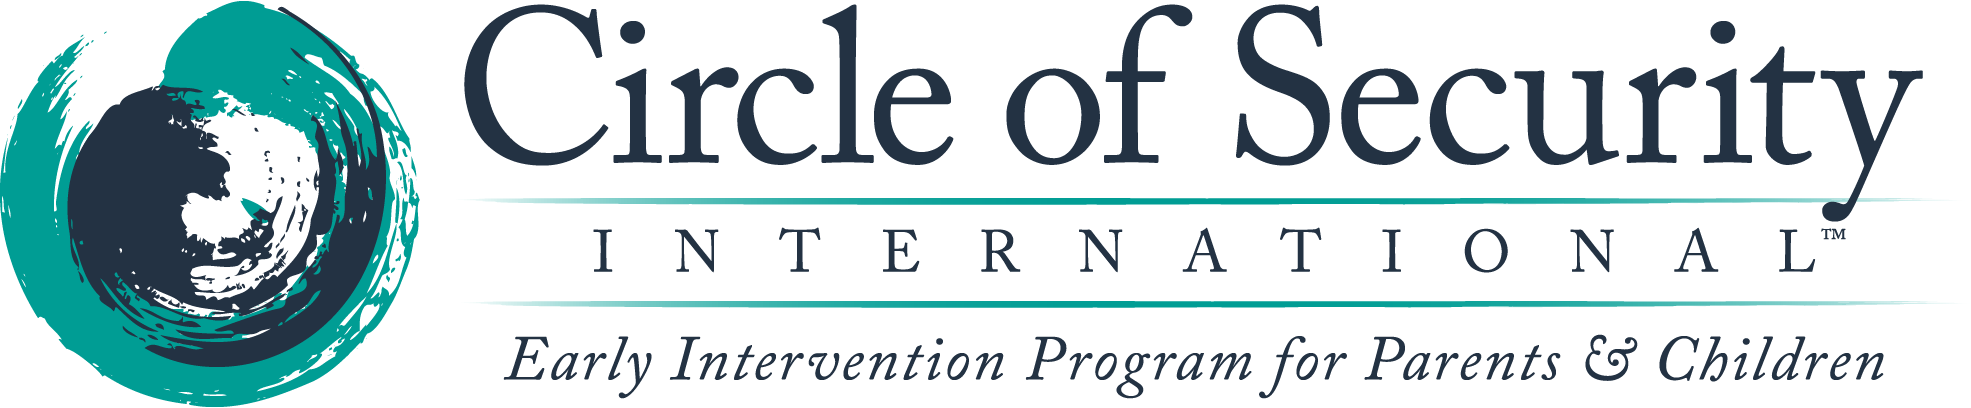 Circle of Security
INTERNATIONAL™
Early Intervention Program for Parents & Children